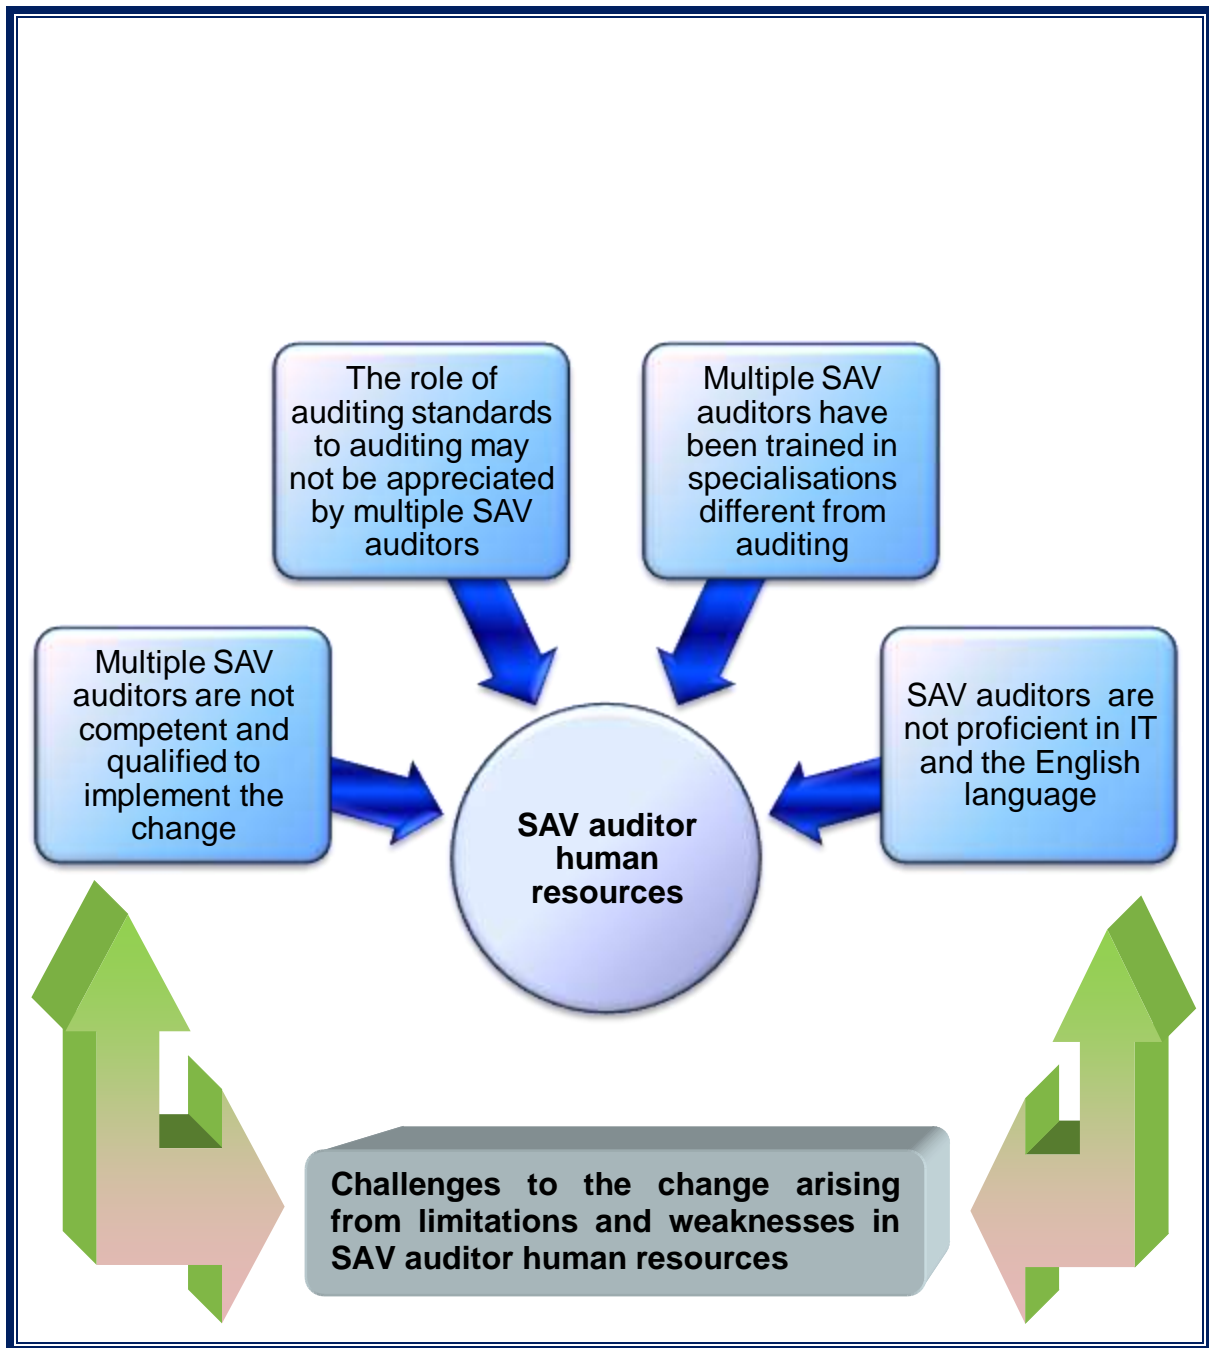 The role of
auditing standards
to auditing may
not be appreciated
by multiple SAV
auditors
Multiple SAV
auditors have
been trained in
specialisations
different from
auditing
Multiple SAV
auditors are not
competent and
qualified to
implement the
change
SAV auditors are
not proficient in IT
and the English
language
SAV auditor
human
resources
Challenges to the change arising
from limitations and weaknesses in
SAV auditor human resources